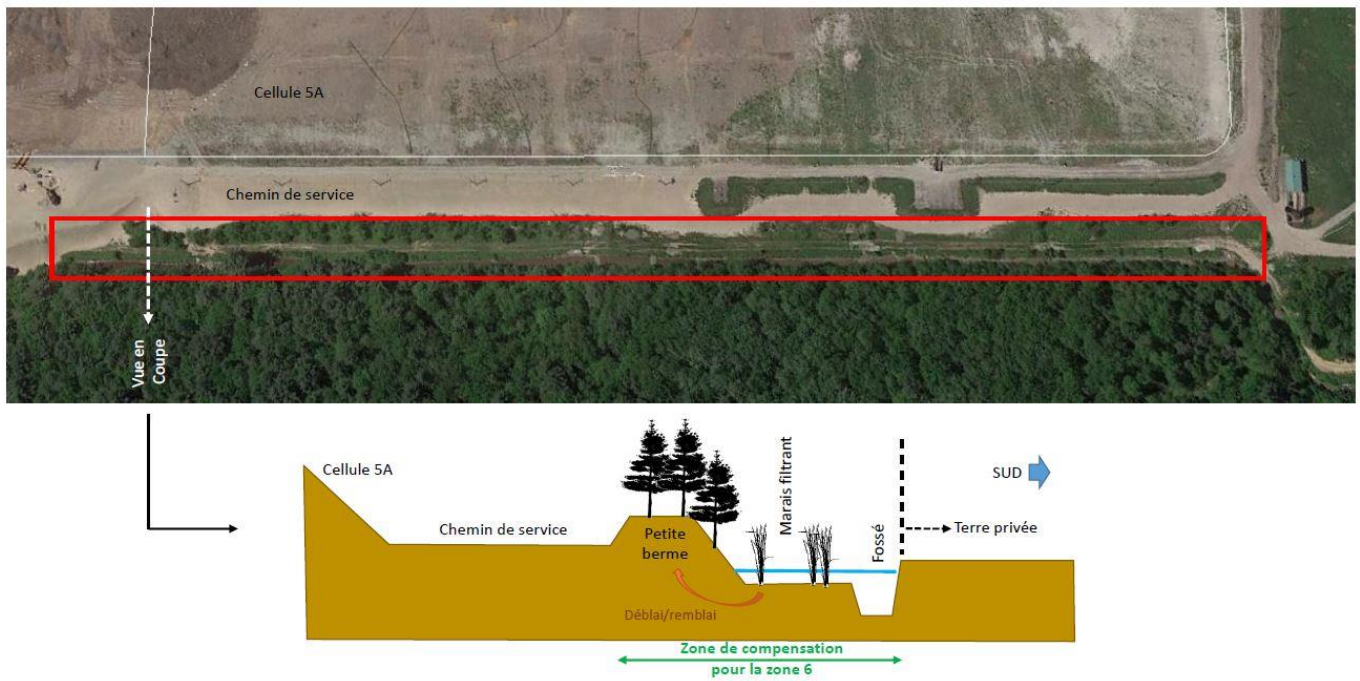 Cellule 5A
Chemin de service
Vue en
Coupe
Cellule 5A
Chemin de service
Petite
berme
Marais filtrant
Fossé
SUD
Terre privée
Déblai/remblai
Zone de compensation
pour la zone 6